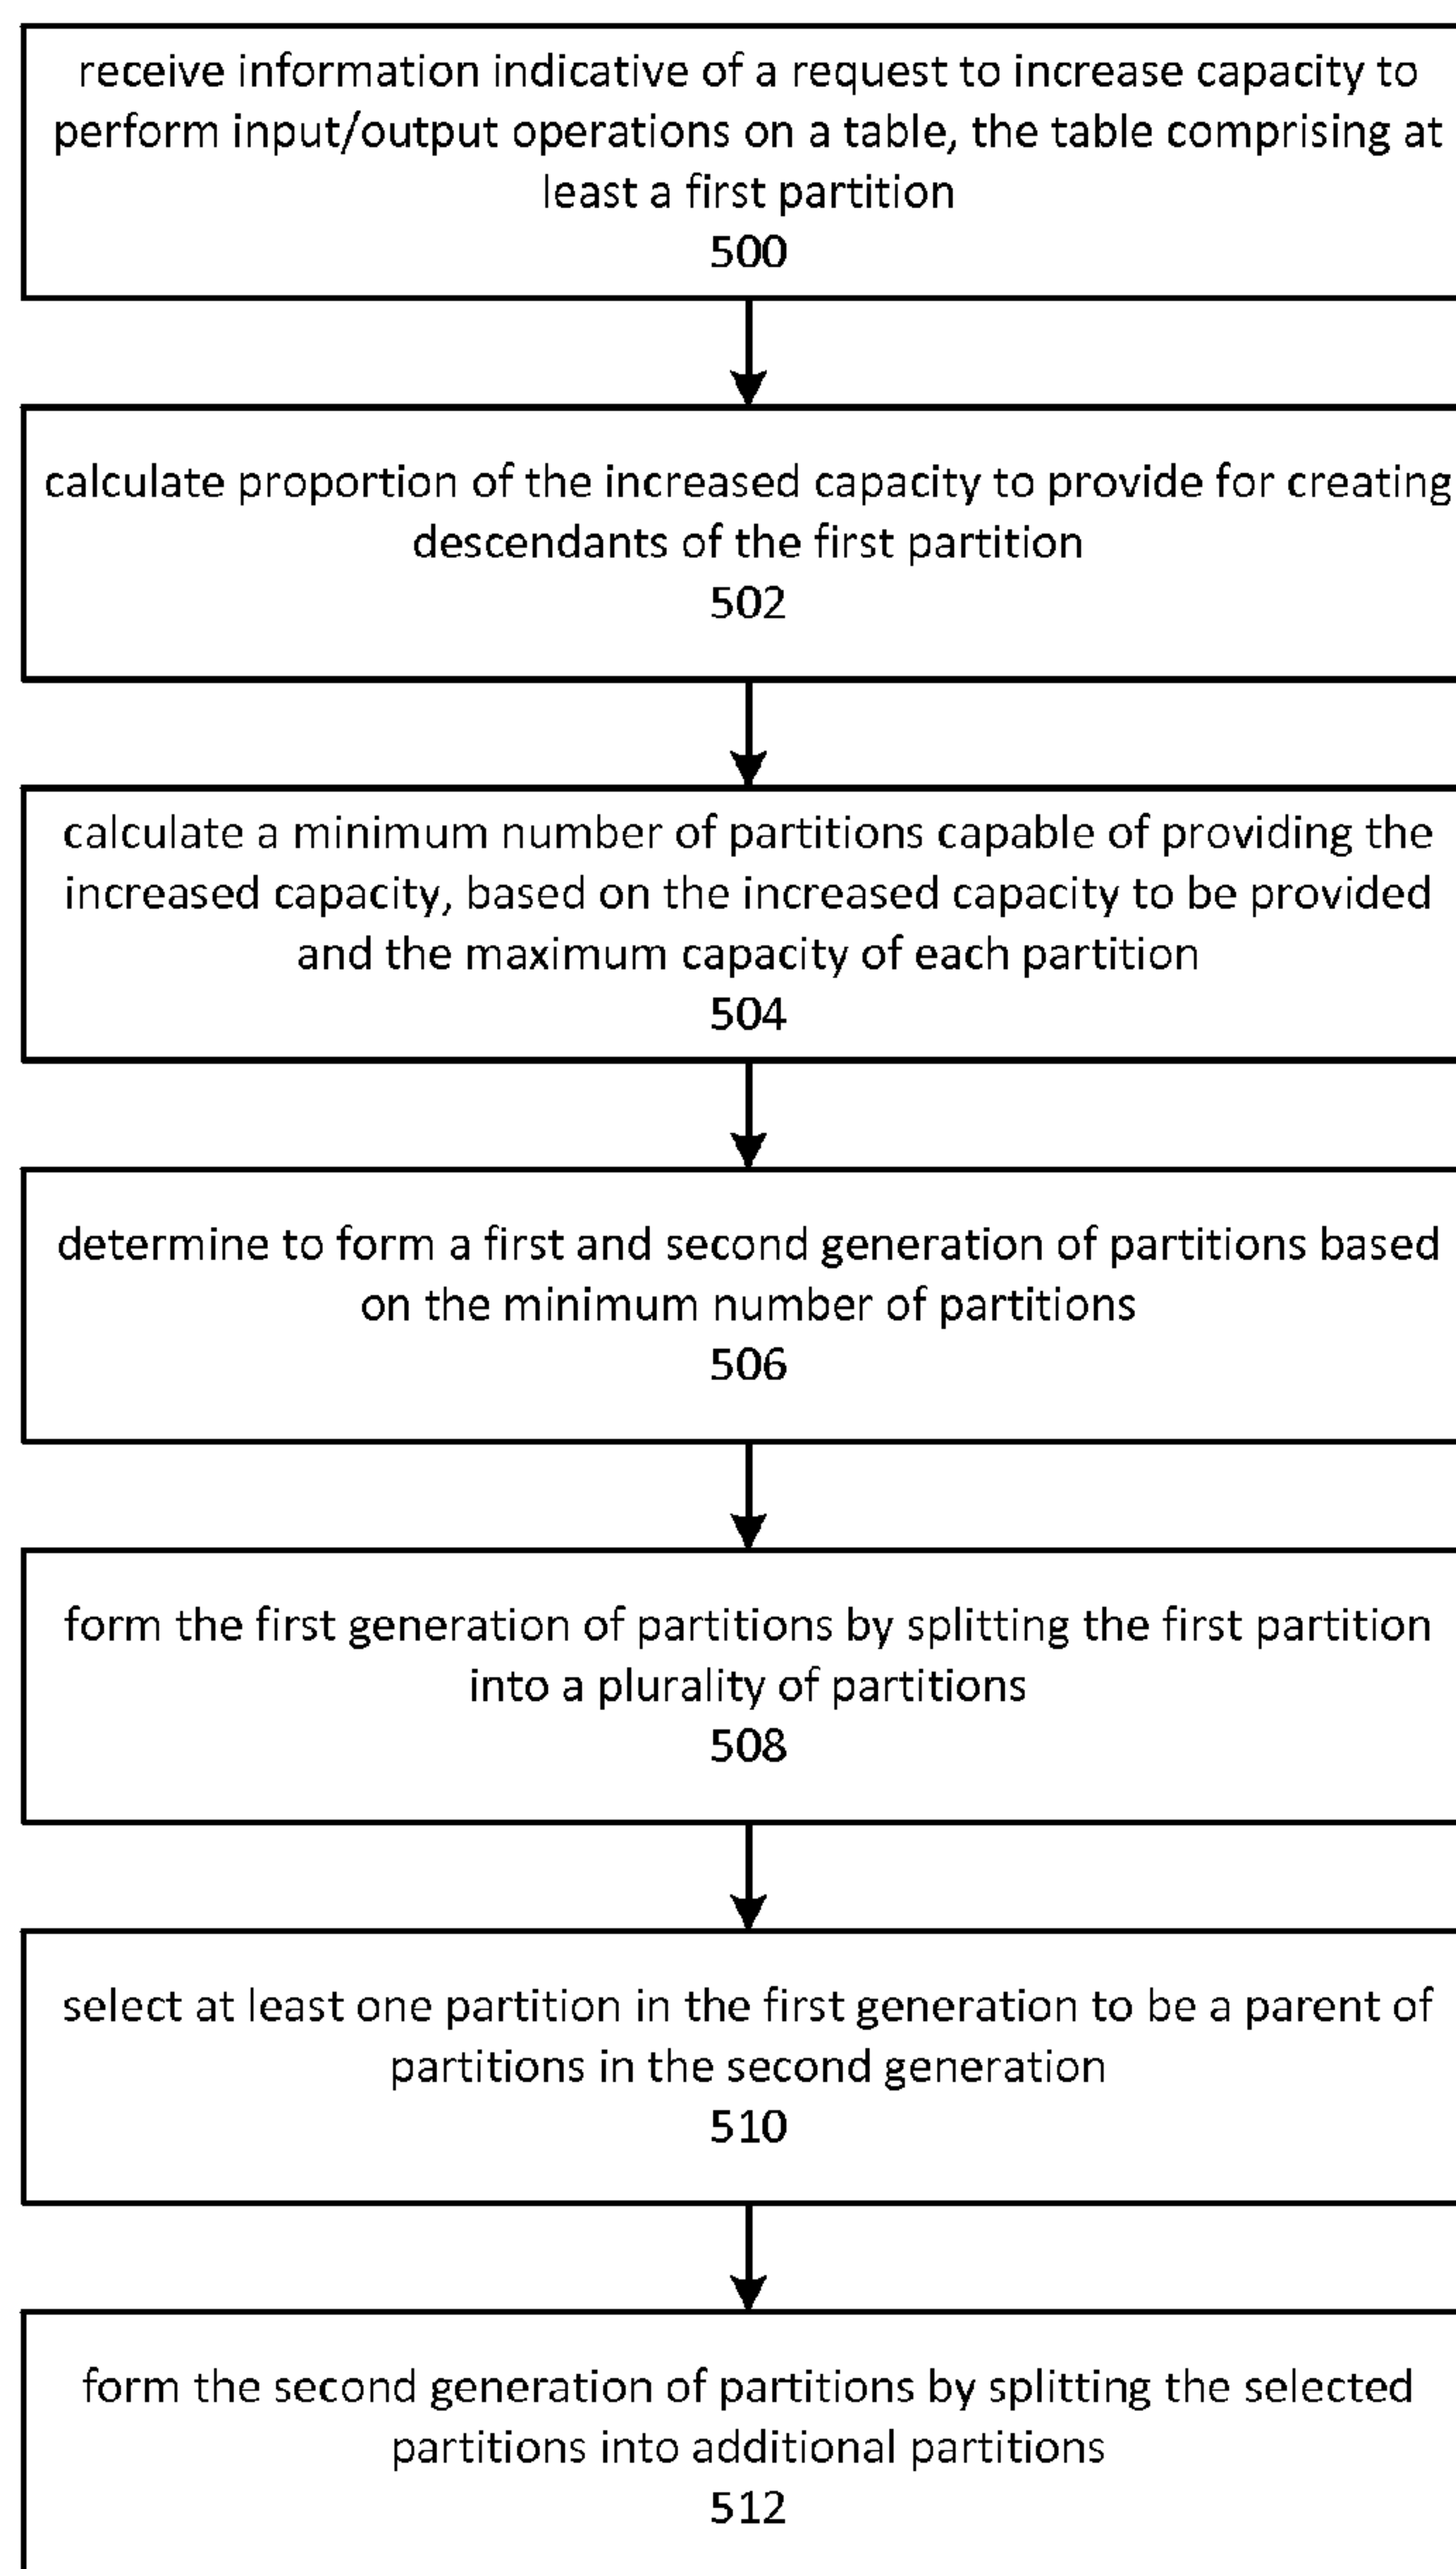 receive information indicative of a request to increase capacity to
perform input/output operations on a table, the table comprising at
least a first partition
500
calculate proportion of the increased capacity to provide for creating
descendants of the first partition
502
calculate a minimum number of partitions capable of providing the
increased capacity, based on the increased capacity to be provided
and the maximum capacity of each partition
504
determine to form a first and second generation of partitions based
on the minimum number of partitions
506
form the first generation of partitions by splitting the first partition
into a plurality of partitions
508
select at least one partition in the first generation to be a parent of
partitions in the second generation
510
form the second generation of partitions by splitting the selected
partitions into additional partitions
512